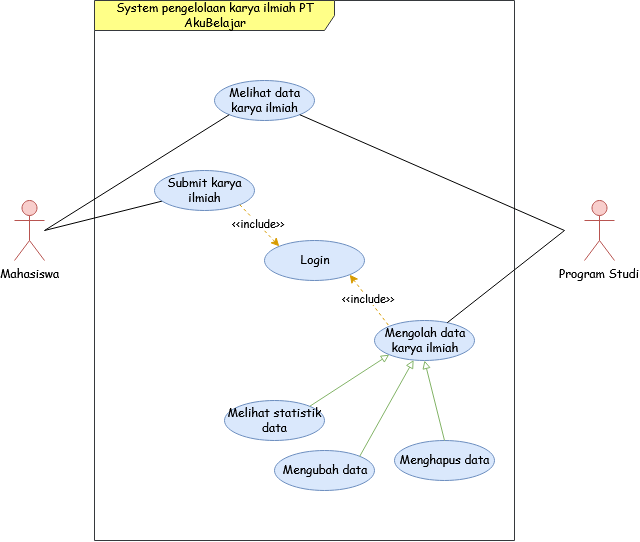 System pengelolaan karya ilmiah PT
AkuBelajar
Melihat data
karya ilmiah
Submit karya
ilmiah
<<include>>
Mahasiswa
Login
Program Studi
<<include>>
Mengolah data
karya ilmiah
Melihat statistik
data
Mengubah data
Menghapus data